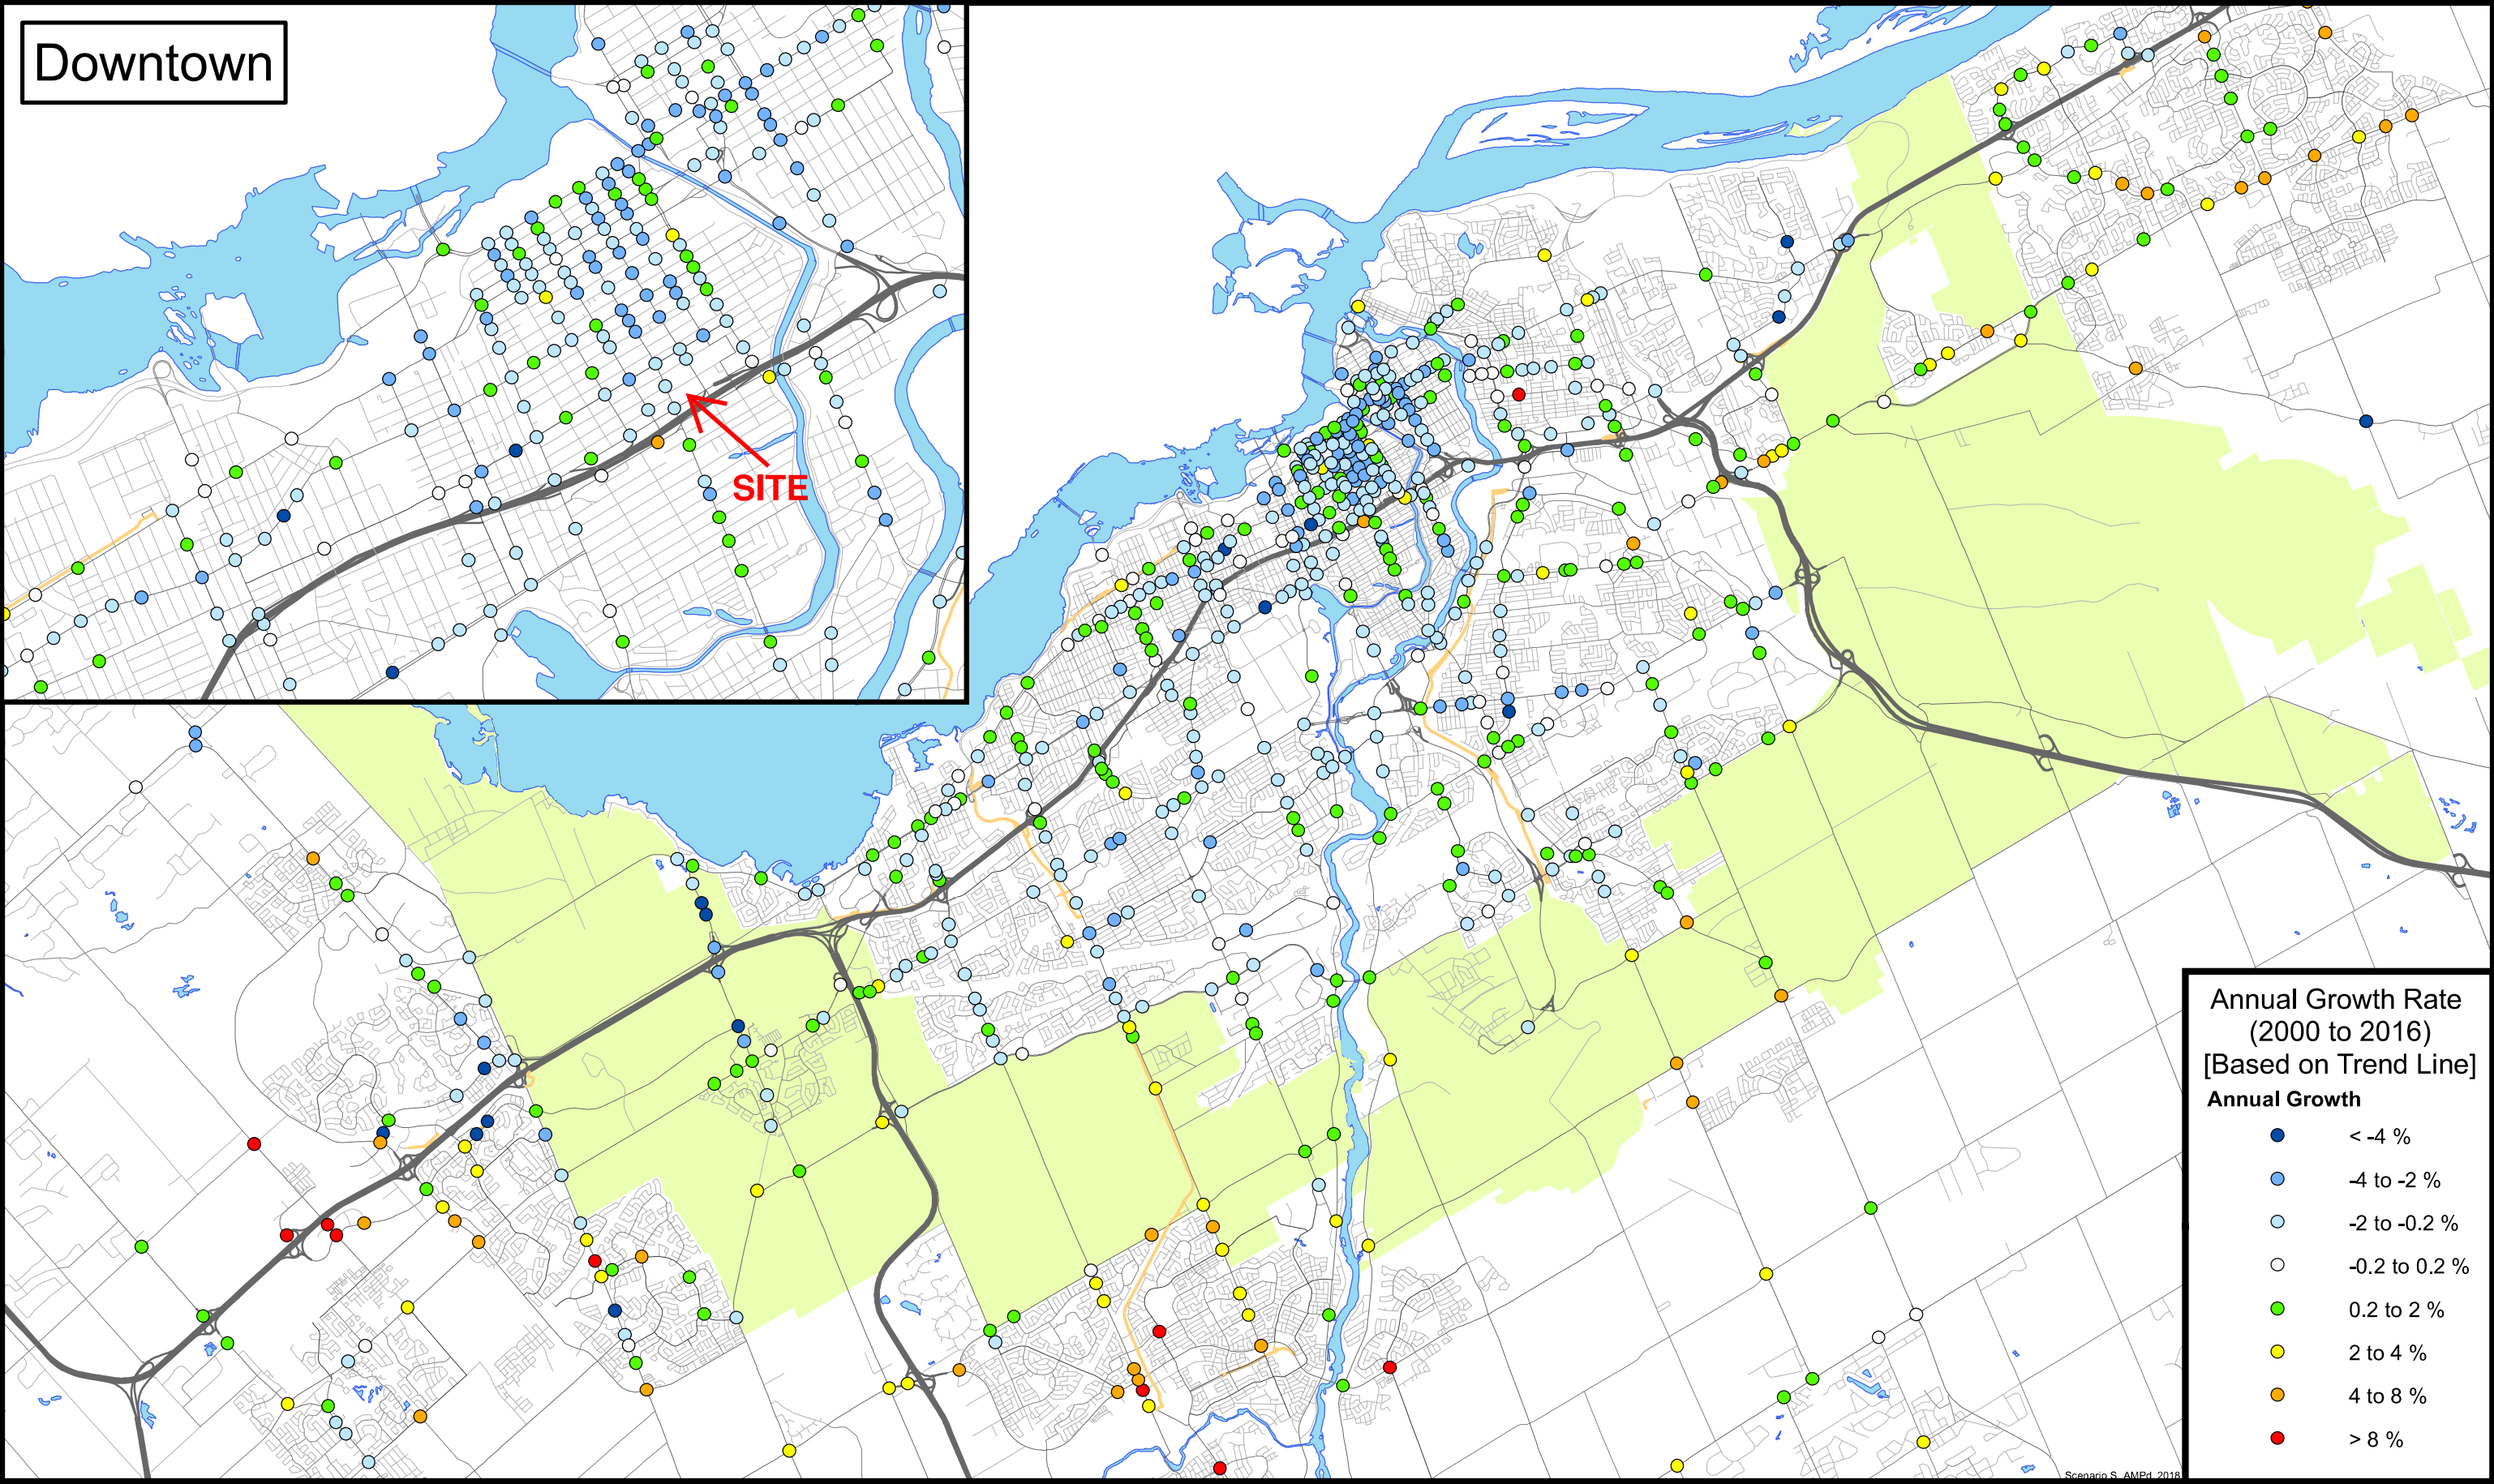 Downtown
SITE
Annual Growth Rate
(2000 to 2016)
[Based on Trend Line]
Annual Growth
< -4 %
-4 to -2 %
-2 to -0.2 %
-0.2 to 0.2 %
0.2 to 2 %
2 to 4 %
4 to 8 %
> 8 %
Scenario S_AMPd_2018